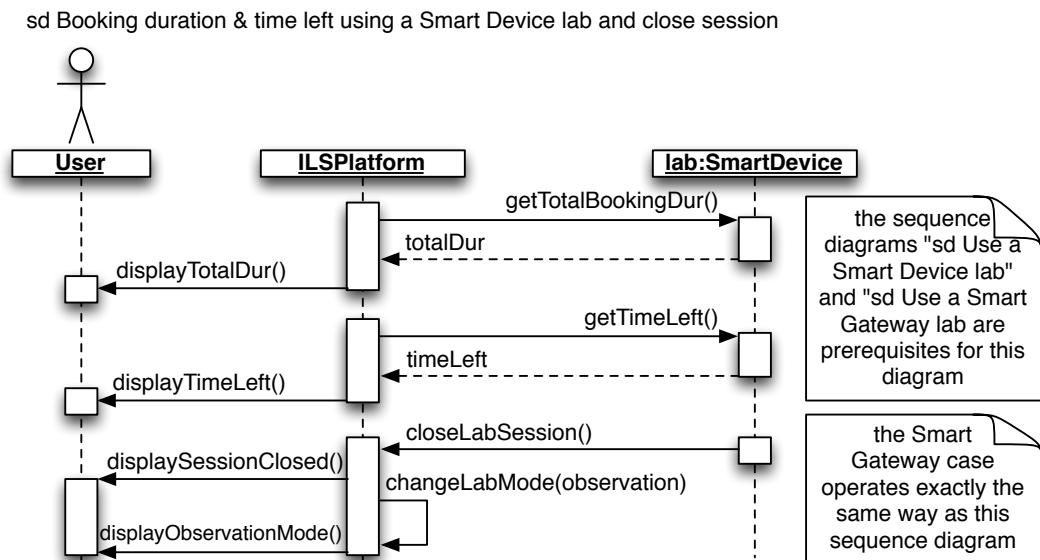 sd Booking duration & time left using a Smart Device lab and close session
User
ILSPlatform
lab:SmartDevice
getTotalBookingDur()
totalDur
displayTotalDur()
getTimeLeft()
timeLeft
displayTimeLeft()
closeLabSession()
displaySessionClosed()
changeLabMode(observation)
displayObservationMode()
the sequence
diagrams "sd Use a
Smart Device lab"
and "sd Use a Smart
Gateway lab are
prerequisites for this
diagram
the Smart
Gateway case
operates exactly the
same way as this
sequence diagram